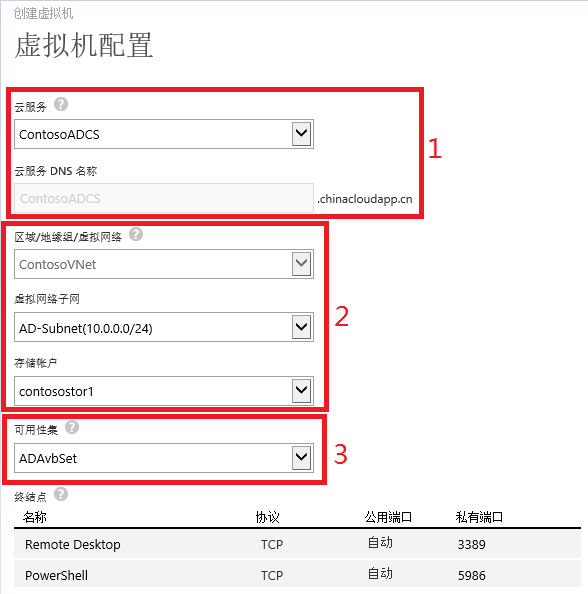 创建虚拟机
虚拟机配置
云服务 ?
ContosoADCS
1
云服务 DNS 名称
ContosoADCS .chinacloudapp.cn
区域/地缘组/虚拟网络 ?
ContosoVNet
虚拟网络子网
2
AD-Subnet(10.0.0.0/24)
存储帐户
contosostor1
可用性集 ?
3
ADAvbSet
终结点 ?
名称 协议 公用端口 私有端口
Remote Desktop TCP 自动 3389
PowerShell TCP 自动 5986